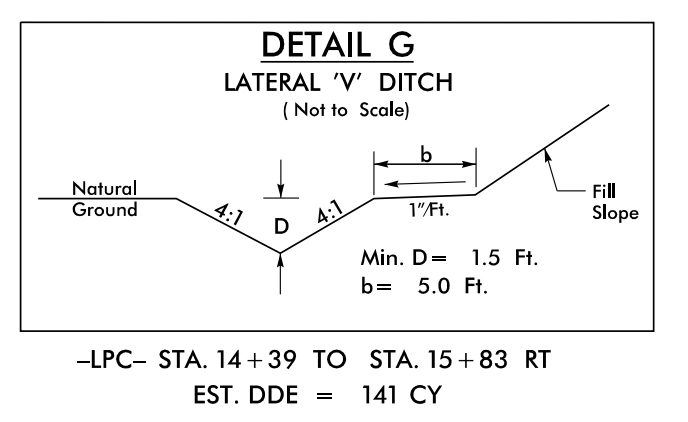 DETAIL G
LATERAL 'V' DITCH
( Not to Scale)
b
Natural
Ground
4:1
D
4:1
1"/Ft.
Fill
Slope
Min. D= 1.5 Ft.
b= 5.0 Ft.
–LPC– STA. 14+39 TO STA. 15+83 RT
EST. DDE = 141 CY